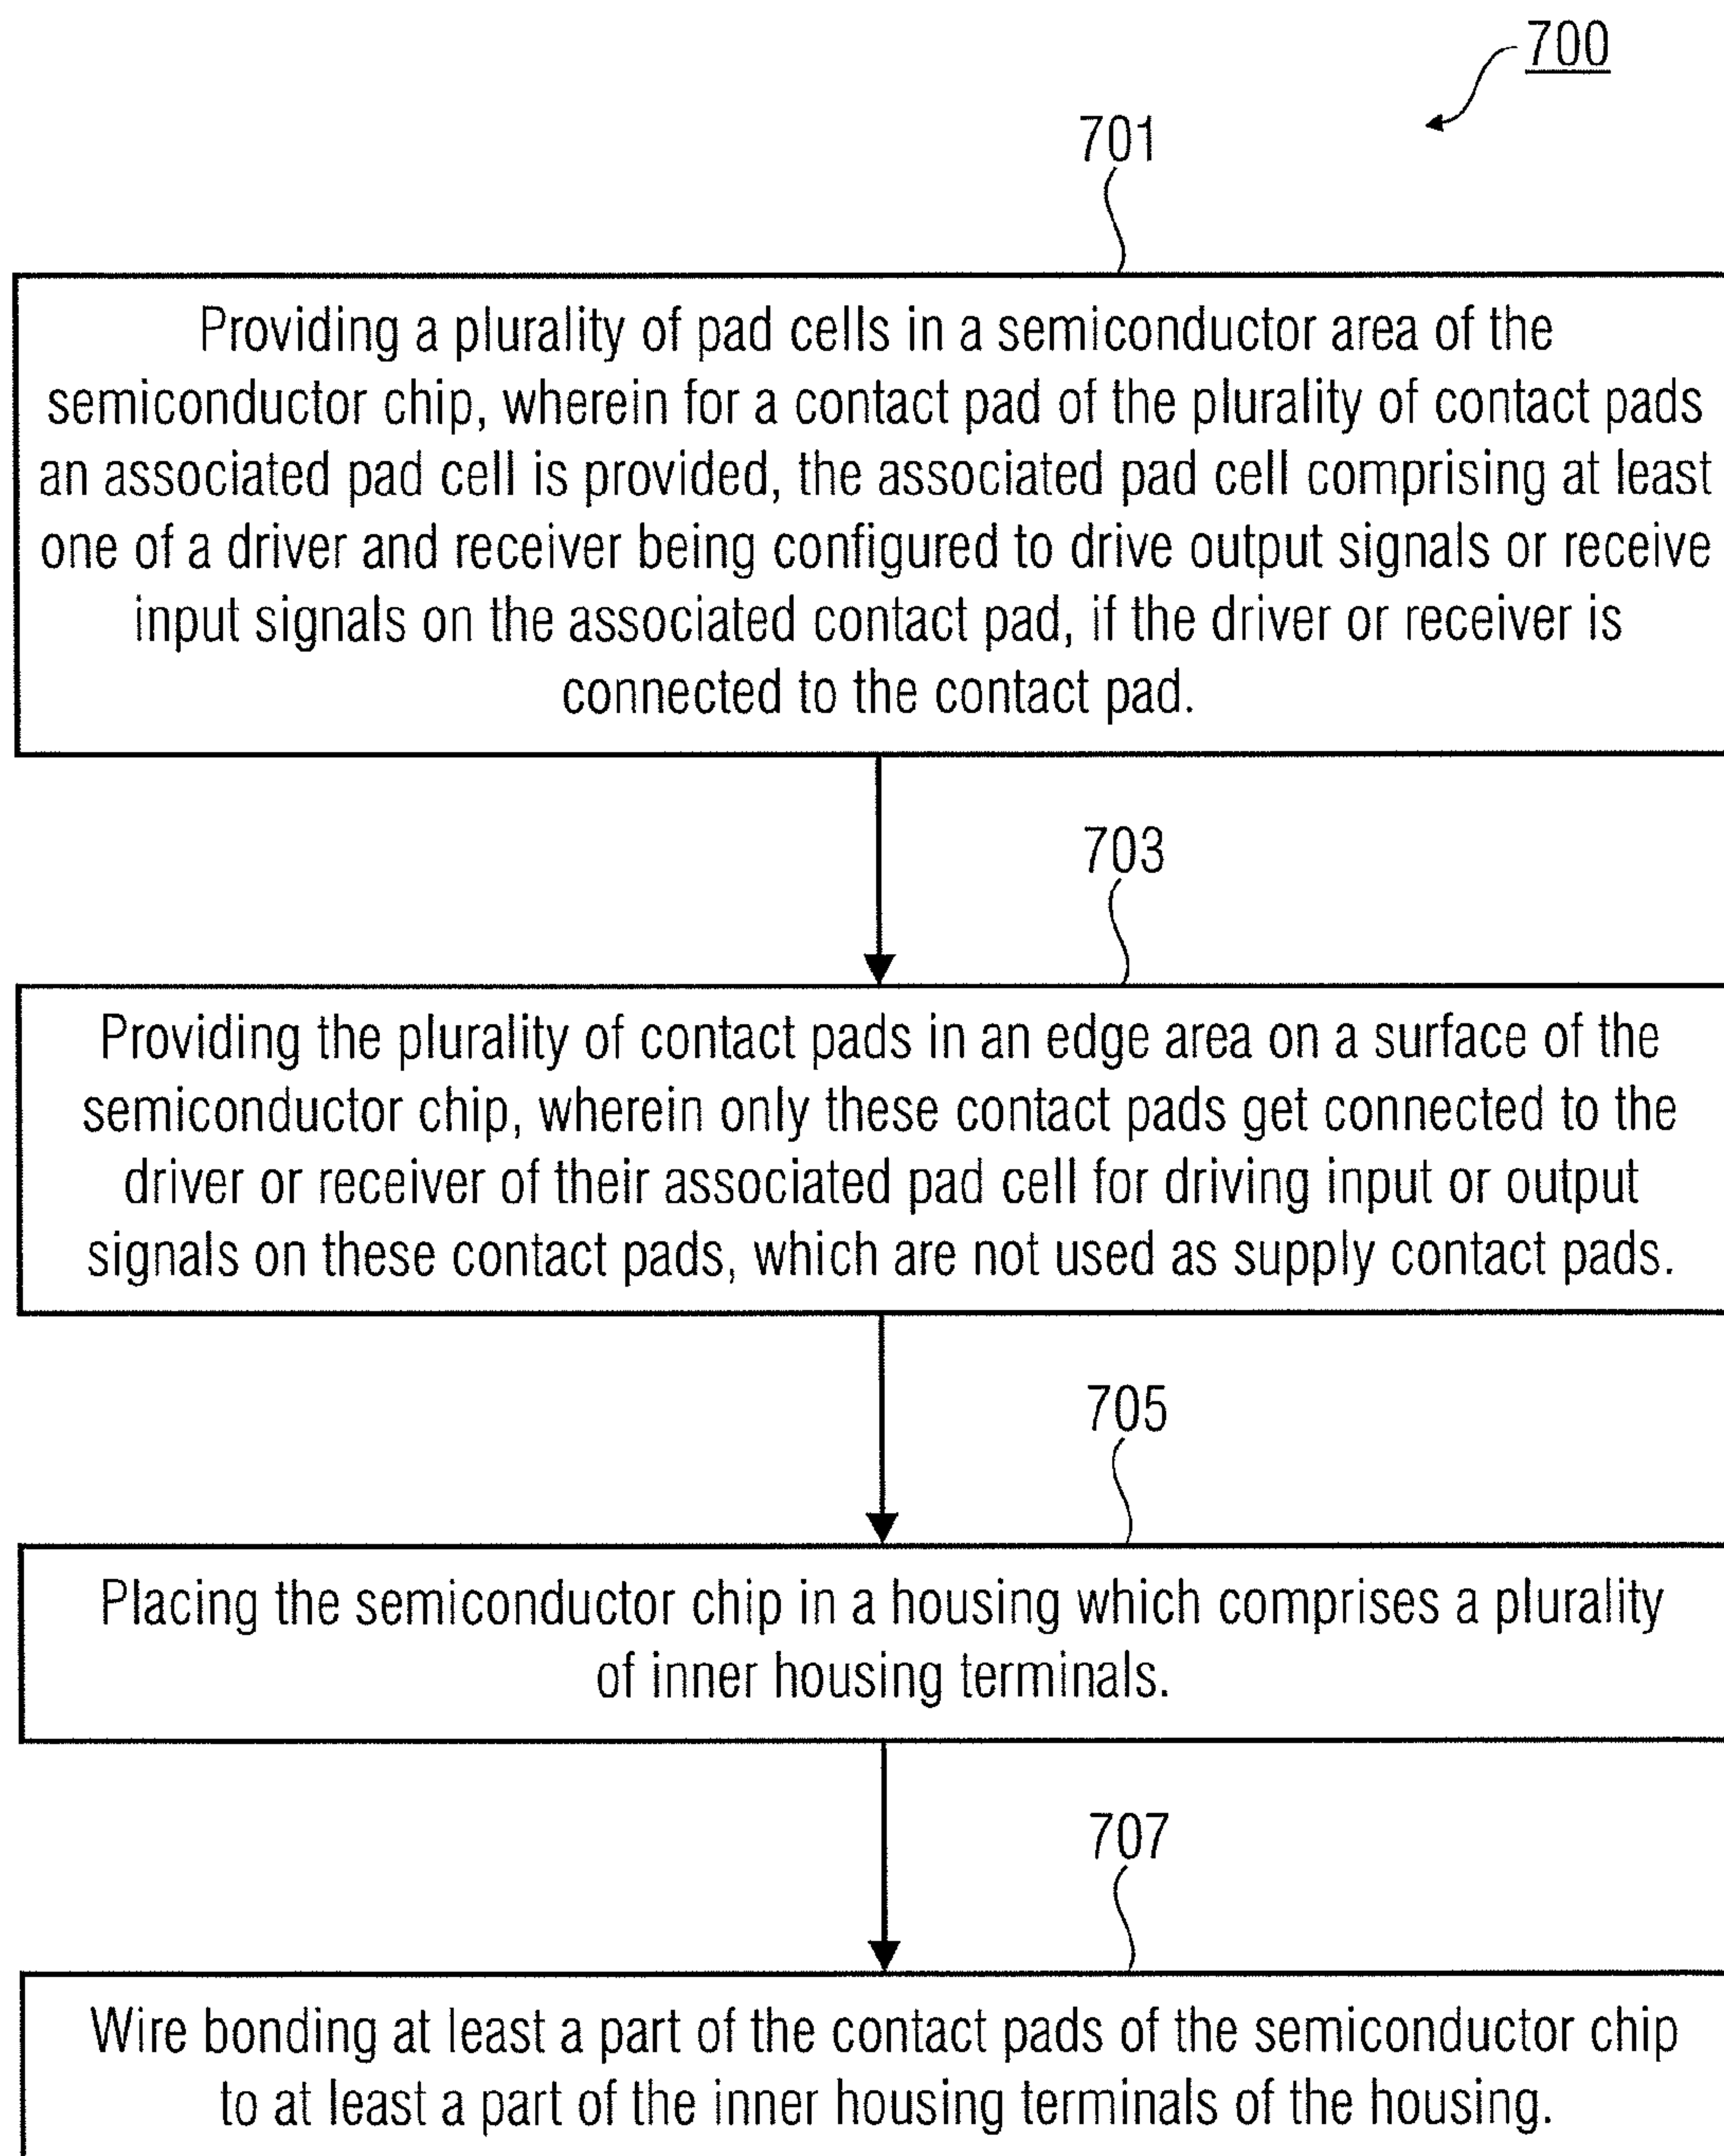 700
701
Providing a plurality of pad cells in a semiconductor area of the
semiconductor chip, wherein for a contact pad of the plurality of contact pads
an associated pad cell is provided, the associated pad cell comprising at least
one of a driver and receiver being configured to drive output signals or receive
input signals on the associated contact pad, if the driver or receiver is
connected to the contact pad.
703
Providing the plurality of contact pads in an edge area on a surface of the
semiconductor chip, wherein only these contact pads get connected to the
driver or receiver of their associated pad cell for driving input or output
signals on these contact pads, which are not used as supply contact pads.
705
Placing the semiconductor chip in a housing which comprises a plurality
of inner housing terminals.
707
Wire bonding at least a part of the contact pads of the semiconductor chip
to at least a part of the inner housing terminals of the housing.